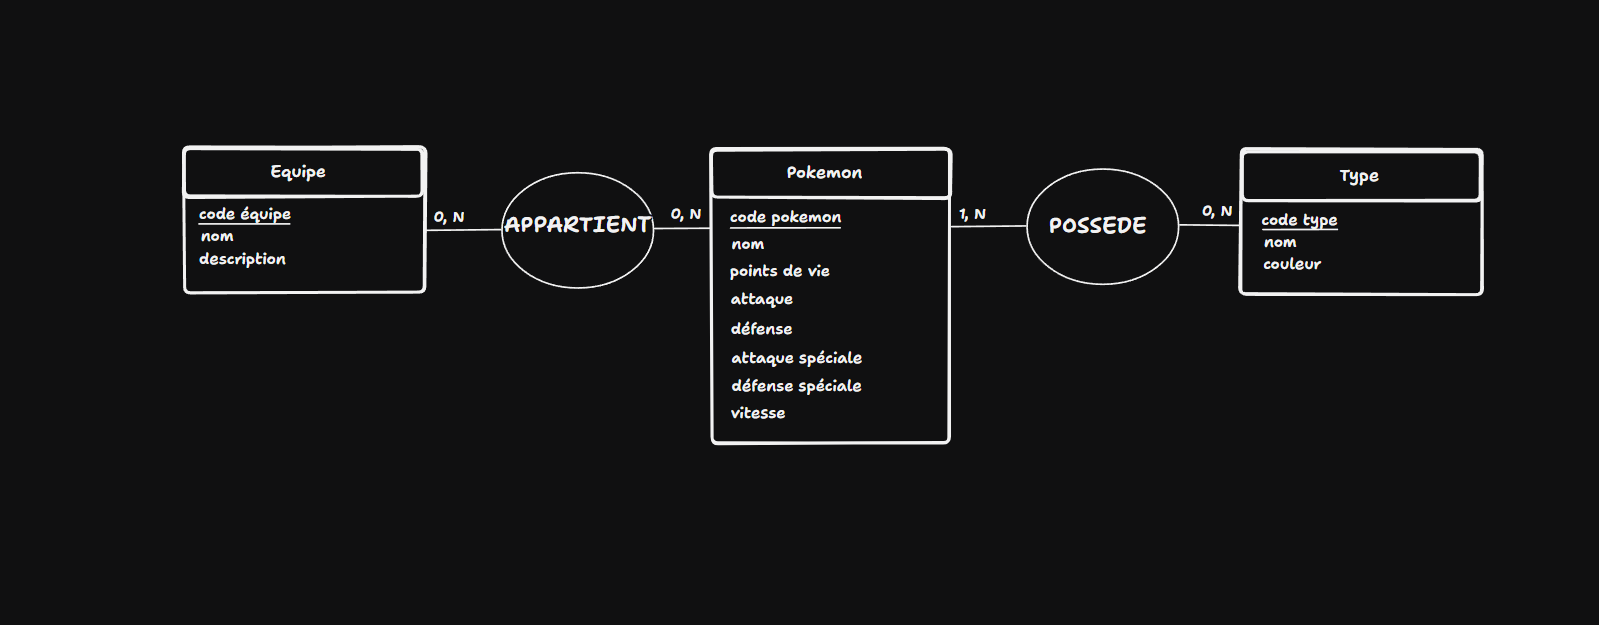 Equipe
code équipe
nom
description
0, N
APPARTIENT
0, N
Pokemon
code pokemon
nom
points de vie
attaque
défense
attaque spéciale
défense spéciale
vitesse
1, N
POSSEDE
0, N
Type
code type
nom
couleur